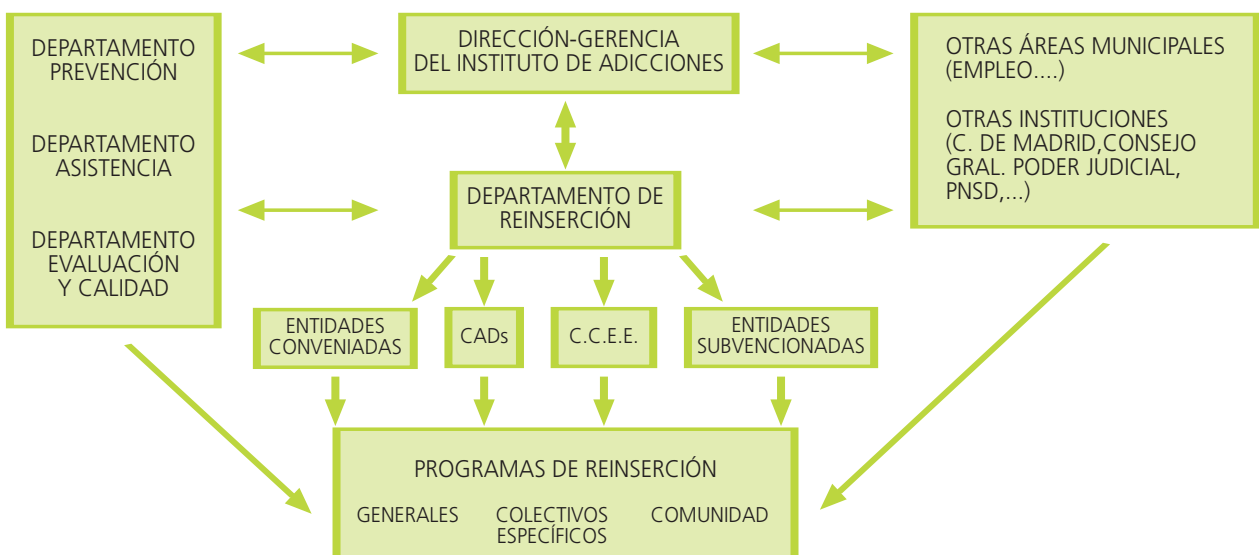 DEPARTAMENTO
PREVENCIÓN
DEPARTAMENTO
ASISTENCIA
DEPARTAMENTO
EVALUACIÓN
Y CALIDAD
DIRECCIÓN-GERENCIA
DEL INSTITUTO DE ADICCIONES
OTRAS ÁREAS MUNICIPALES
(EMPLEO....)
OTRAS INSTITUCIONES
(C. DE MADRID,CONSEJO
GRAL. PODER JUDICIAL,
PNSD,...)
DEPARTAMENTO DE
REINSERCIÓN
ENTIDADES
CONVENIADAS
CADs
C.C.E.E.
ENTIDADES
SUBVENCIONADAS
PROGRAMAS DE REINSERCIÓN
GENERALES
COLECTIVOS
ESPECÍFICOS
COMUNIDAD